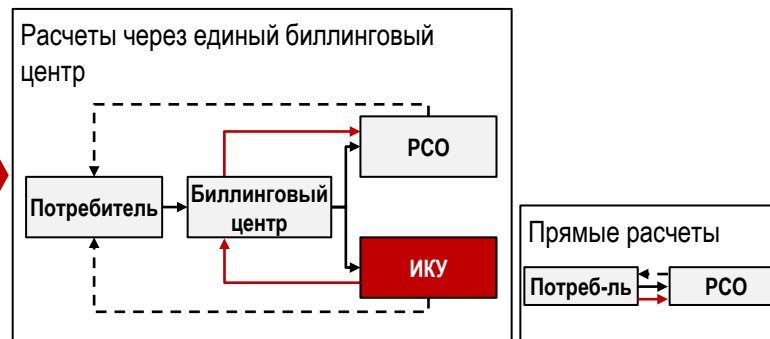 Расчеты через единый биллинговый
центр
РСО
Потребитель
Биллинговый
центр
ИКУ
Прямые расчеты
Потреб-ль
РСО